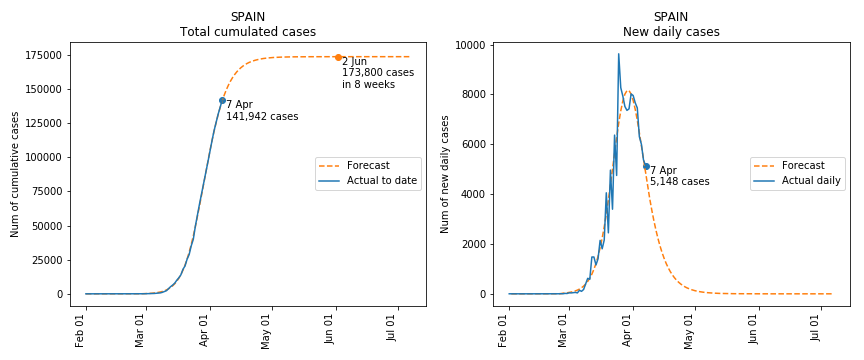 SPAIN
Total cumulated cases
Num of cumulative cases
175000
150000
125000
100000
75000
50000
25000
0
2 Jun
173,800 cases
in 8 weeks
7 Apr
141,942 cases
Forecast
Actual to date
Feb 01
Mar 01
Apr 01
May 01
Jun 01
Jul 01
SPAIN
New daily cases
Num of new daily cases
10000
8000
6000
4000
2000
0
7 Apr
5,148 cases
Forecast
Actual daily
Feb 01
Mar 01
Apr 01
May 01
Jun 01
Jul 01